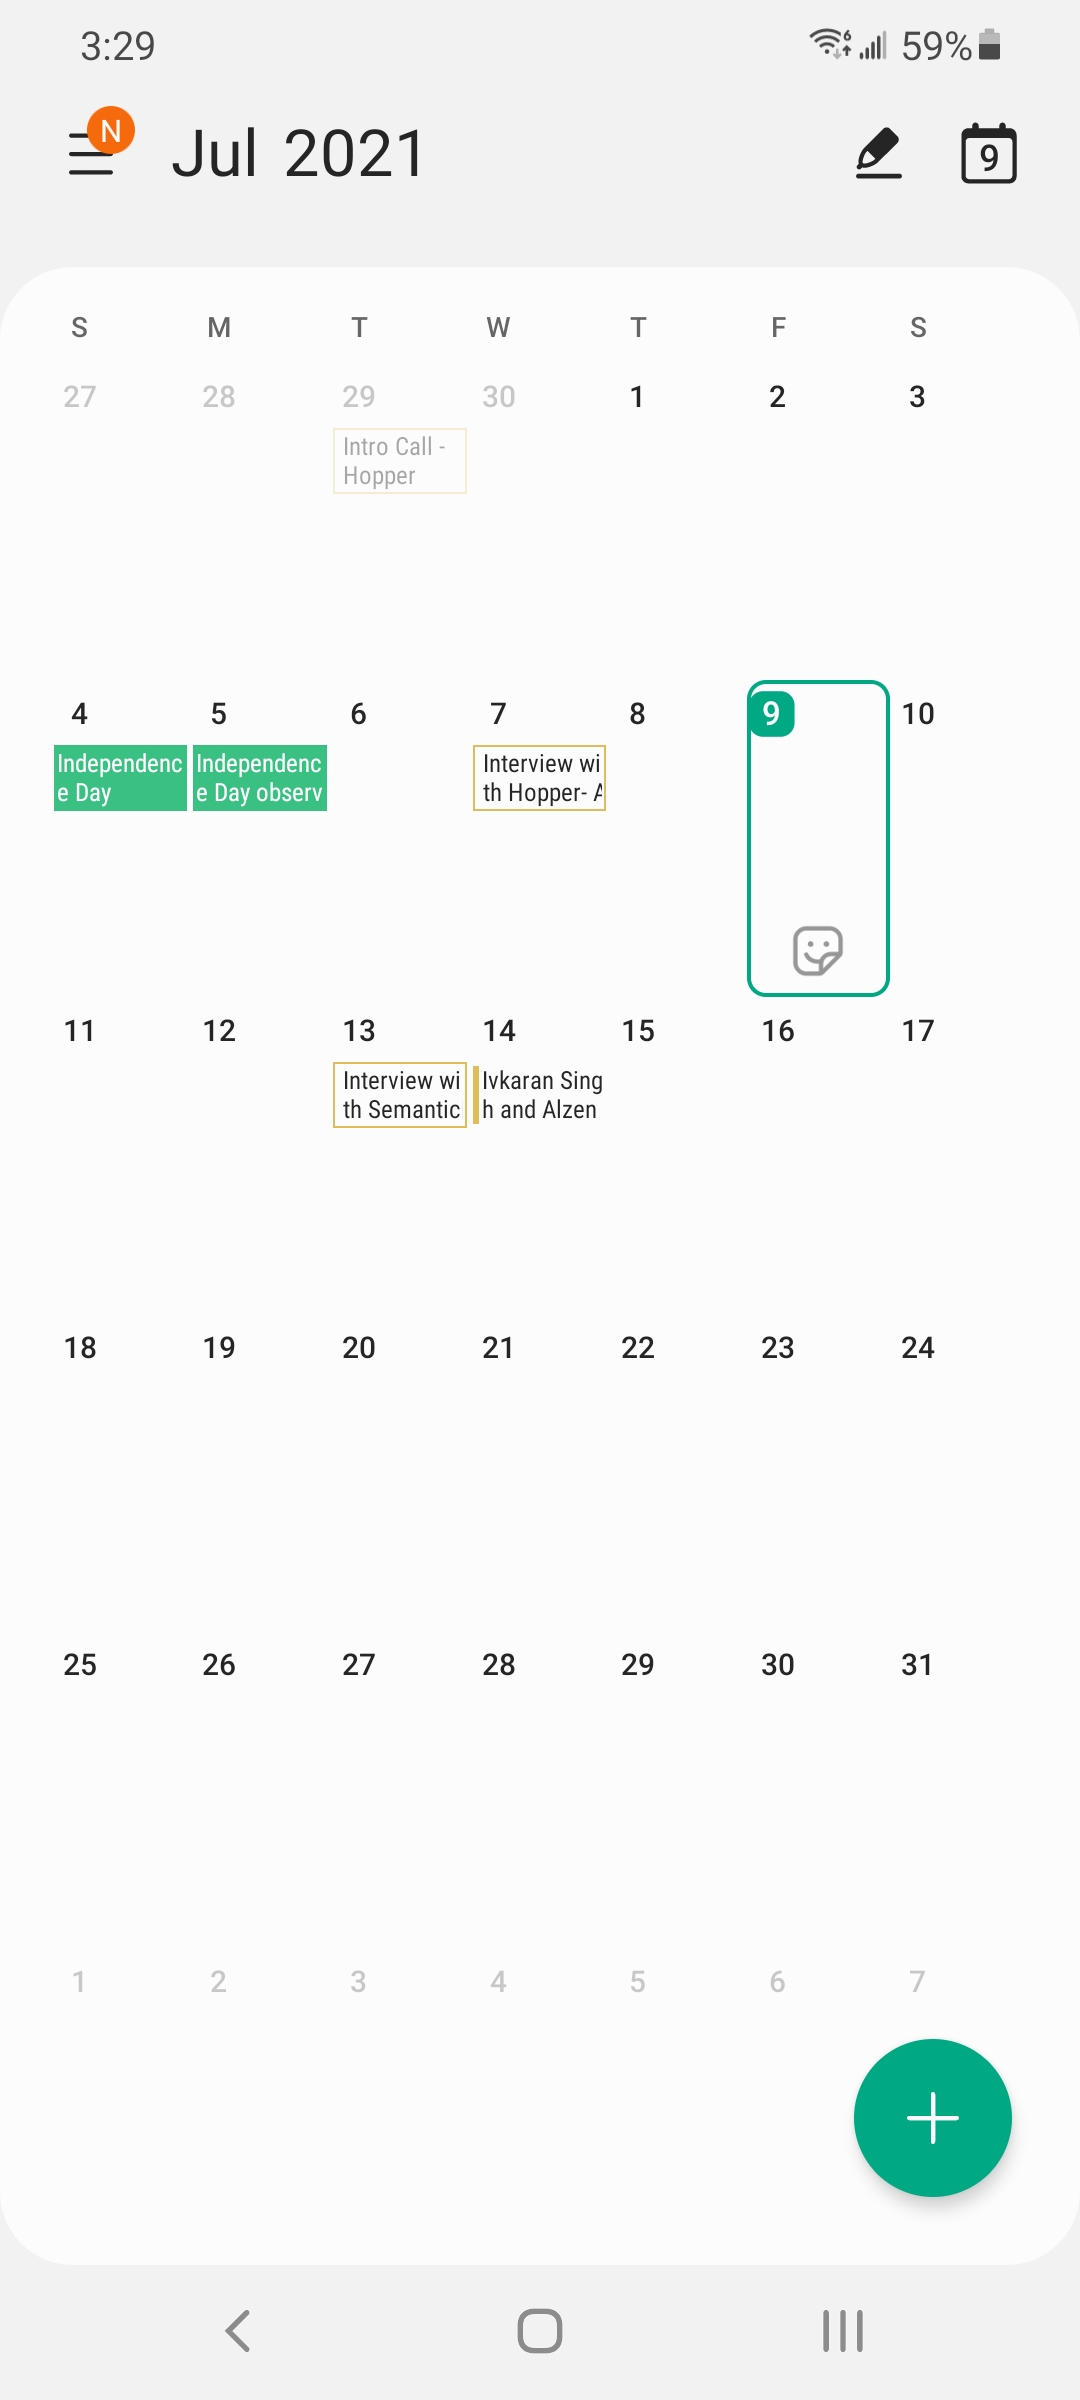 3:29
6
59%
N
Jul 2021
9
S M T W T F S
27 28 29 30 1 2 3
Intro Call -
Hopper
4 5 6 7 8 9 10
Independenc
e Day
Independenc
e Day observ
Interview wi
th Hopper- A
11 12 13 14 15 16 17
Interview wi
th Semantic
Ivkaran Sing
h and Alzen
18 19 20 21 22 23 24
25 26 27 28 29 30 31
1 2 3 4 5 6 7